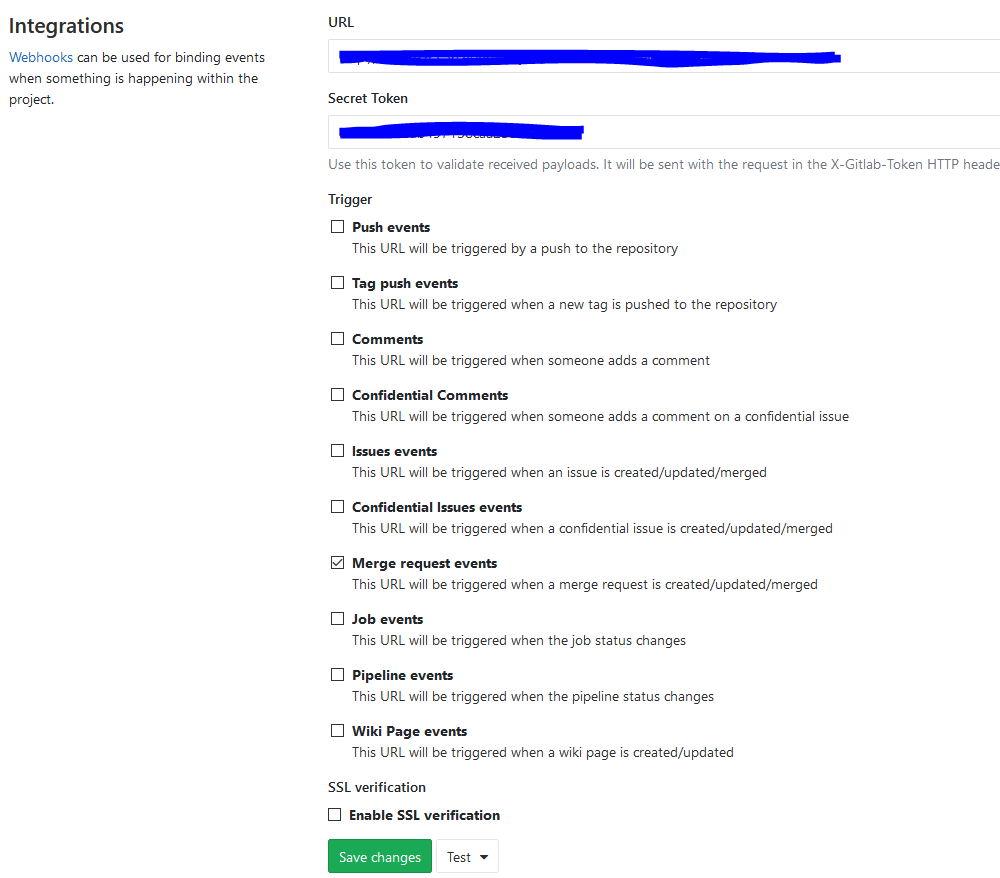 Integrations
Webhooks can be used for binding events
when something is happening within the
project.
URL
Secret Token
Use this token to validate received payloads. It will be sent with the request in the X-Gitlab-Token HTTP heade
Trigger
Push events
This URL will be triggered by a push to the repository
Tag push events
This URL will be triggered when a new tag is pushed to the repository
Comments
This URL will be triggered when someone adds a comment
Confidential Comments
This URL will be triggered when someone adds a comment on a confidential issue
Issues events
This URL will be triggered when an issue is created/updated/merged
Confidential Issues events
This URL will be triggered when a confidential issue is created/updated/merged
Merge request events
This URL will be triggered when a merge request is created/updated/merged
Job events
This URL will be triggered when the job status changes
Pipeline events
This URL will be triggered when the pipeline status changes
Wiki Page events
This URL will be triggered when a wiki page is created/updated
SSL verification
Enable SSL verification
Save changes
Test